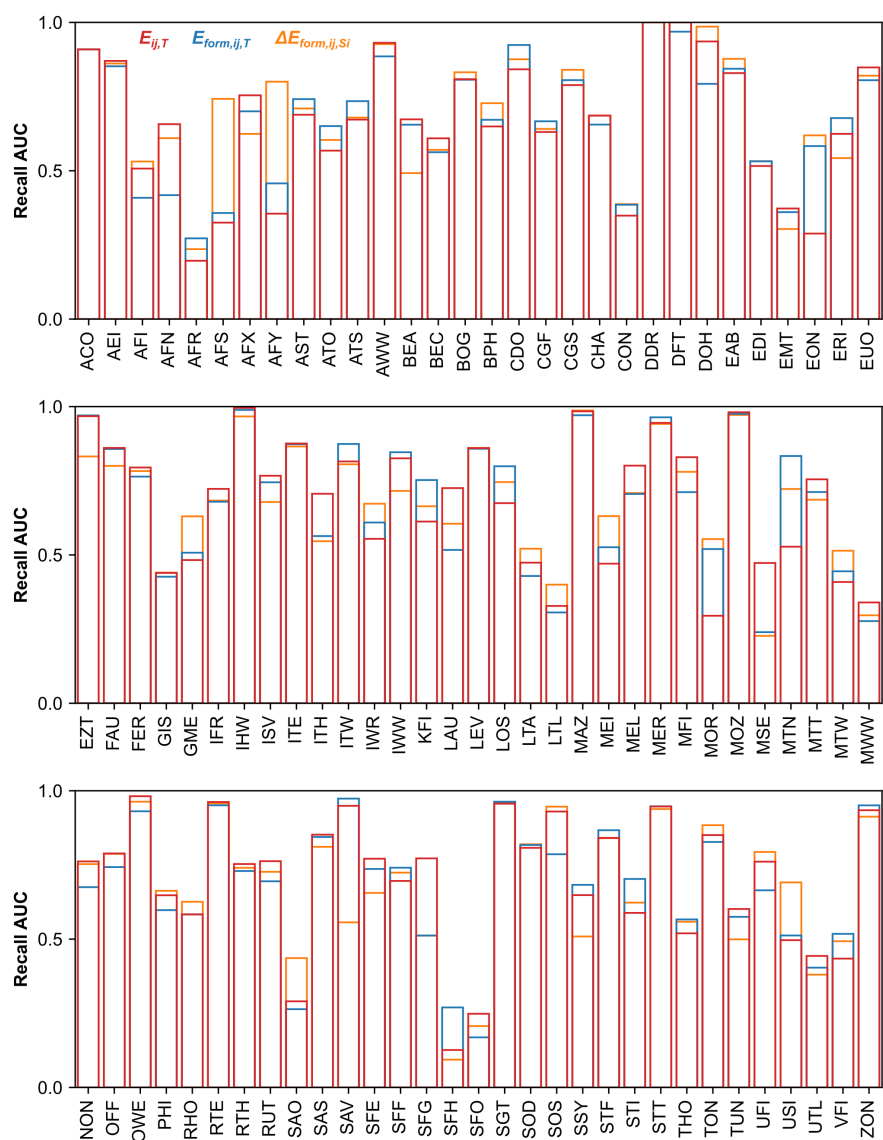 1.0
E_{ij,T} E_{form,ij,T} ΔE_{form,ij,Si}
Recall AUC
0.5
0.0
ACO AEI AFI AFN AFR AFS AFX AFY AST ATO ATS AWW BEA BEC BOG BPH CDO CGF CGS CHA CON DDR DFT DOH EAB EDI EMT EON ERI EUO
1.0
Recall AUC
0.5
0.0
EZT FAU FER GIS GME IFR IHW ISV ITE ITH ITW IWR IWW KFI LAU LEV LOS LTA LTL MAZ MEI MEL MER MFI MOR MOZ MSE MTN MTT MTW MWW
1.0
Recall AUC
0.5
0.0
NON OFF OWE PHI RHO RTE RTH RUT SAO SAS SAV SFE SFF SFG SFH SFO SGT SOD SOS SSY STF STI STT THO TON TUN UFI USI UTL VFI ZON